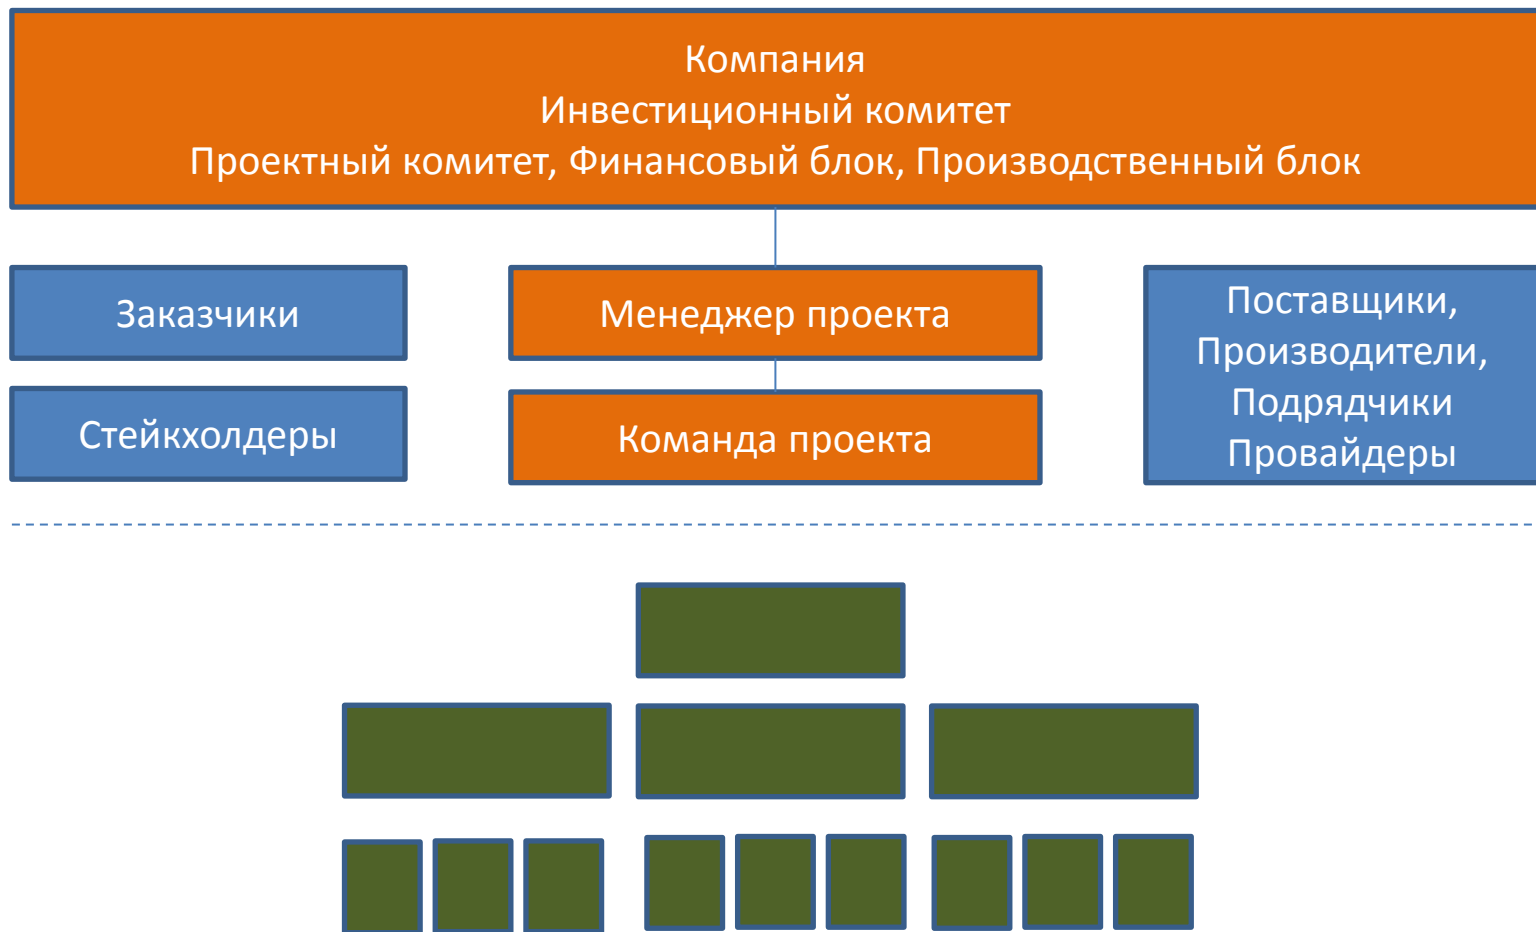 Компания
Инвестиционный комитет
Проектный комитет, Финансовый блок, Производственный блок
Заказчики
Менеджер проекта
Поставщики,
Производители,
Подрядчики
Провайдеры
Стейкхолдеры
Команда проекта